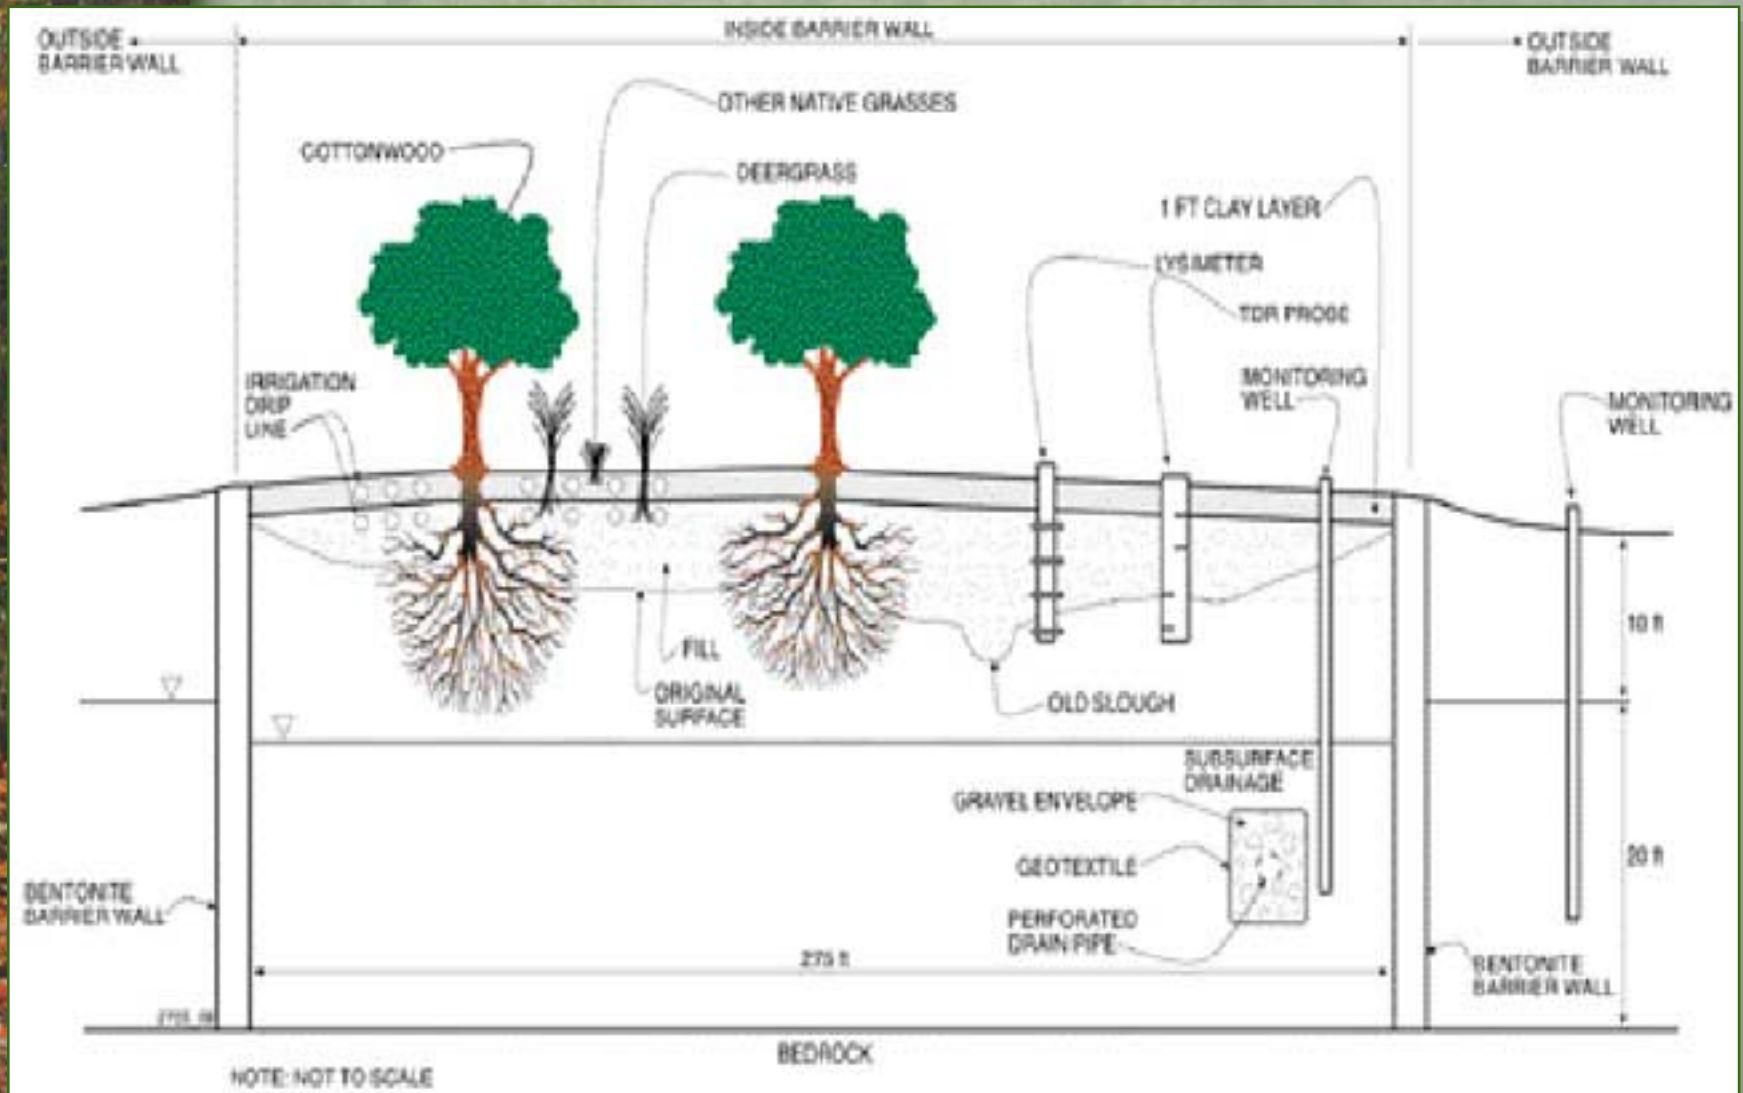 OUTSIDE
BARRIER WALL
INSIDE BARRIER WALL
OUTSIDE
BARRIER WALL
OTHER NATIVE GRASSES
COTTONWOOD
DEERGRASS
1 FT CLAY LAYER
LYSIMETER
TDR PROBE
IRRIGATION
DRIP
LINE
MONITORING
WELL
MONITORING
WELL
10 ft
FILL
ORIGINAL
SURFACE
OLD SLOUGH
SUBSURFACE
DRAINAGE
GRAVEL ENVELOPE
GEOTEXTILE
20 ft
BENTONITE
BARRIER WALL
PERFORATED
DRAIN PIPE
275 ft
BENTONITE
BARRIER WALL
BEDROCK
NOTE: NOT TO SCALE